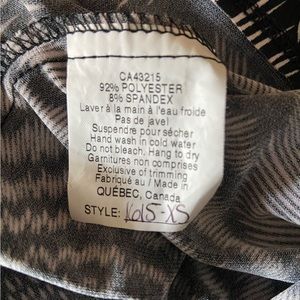 CA43215
92% POLYESTER
8% SPANDEX
Laver à la main à l'eau froide
Pas de javel
Suspendre pour sécher
Hand wash in cold water
Do not bleach. Hang to dry
Garnitures non comprises
Exclusive of trimming
Fabriqué au / Made in
QUÉBEC, Canada
STYLE: 1615-XS